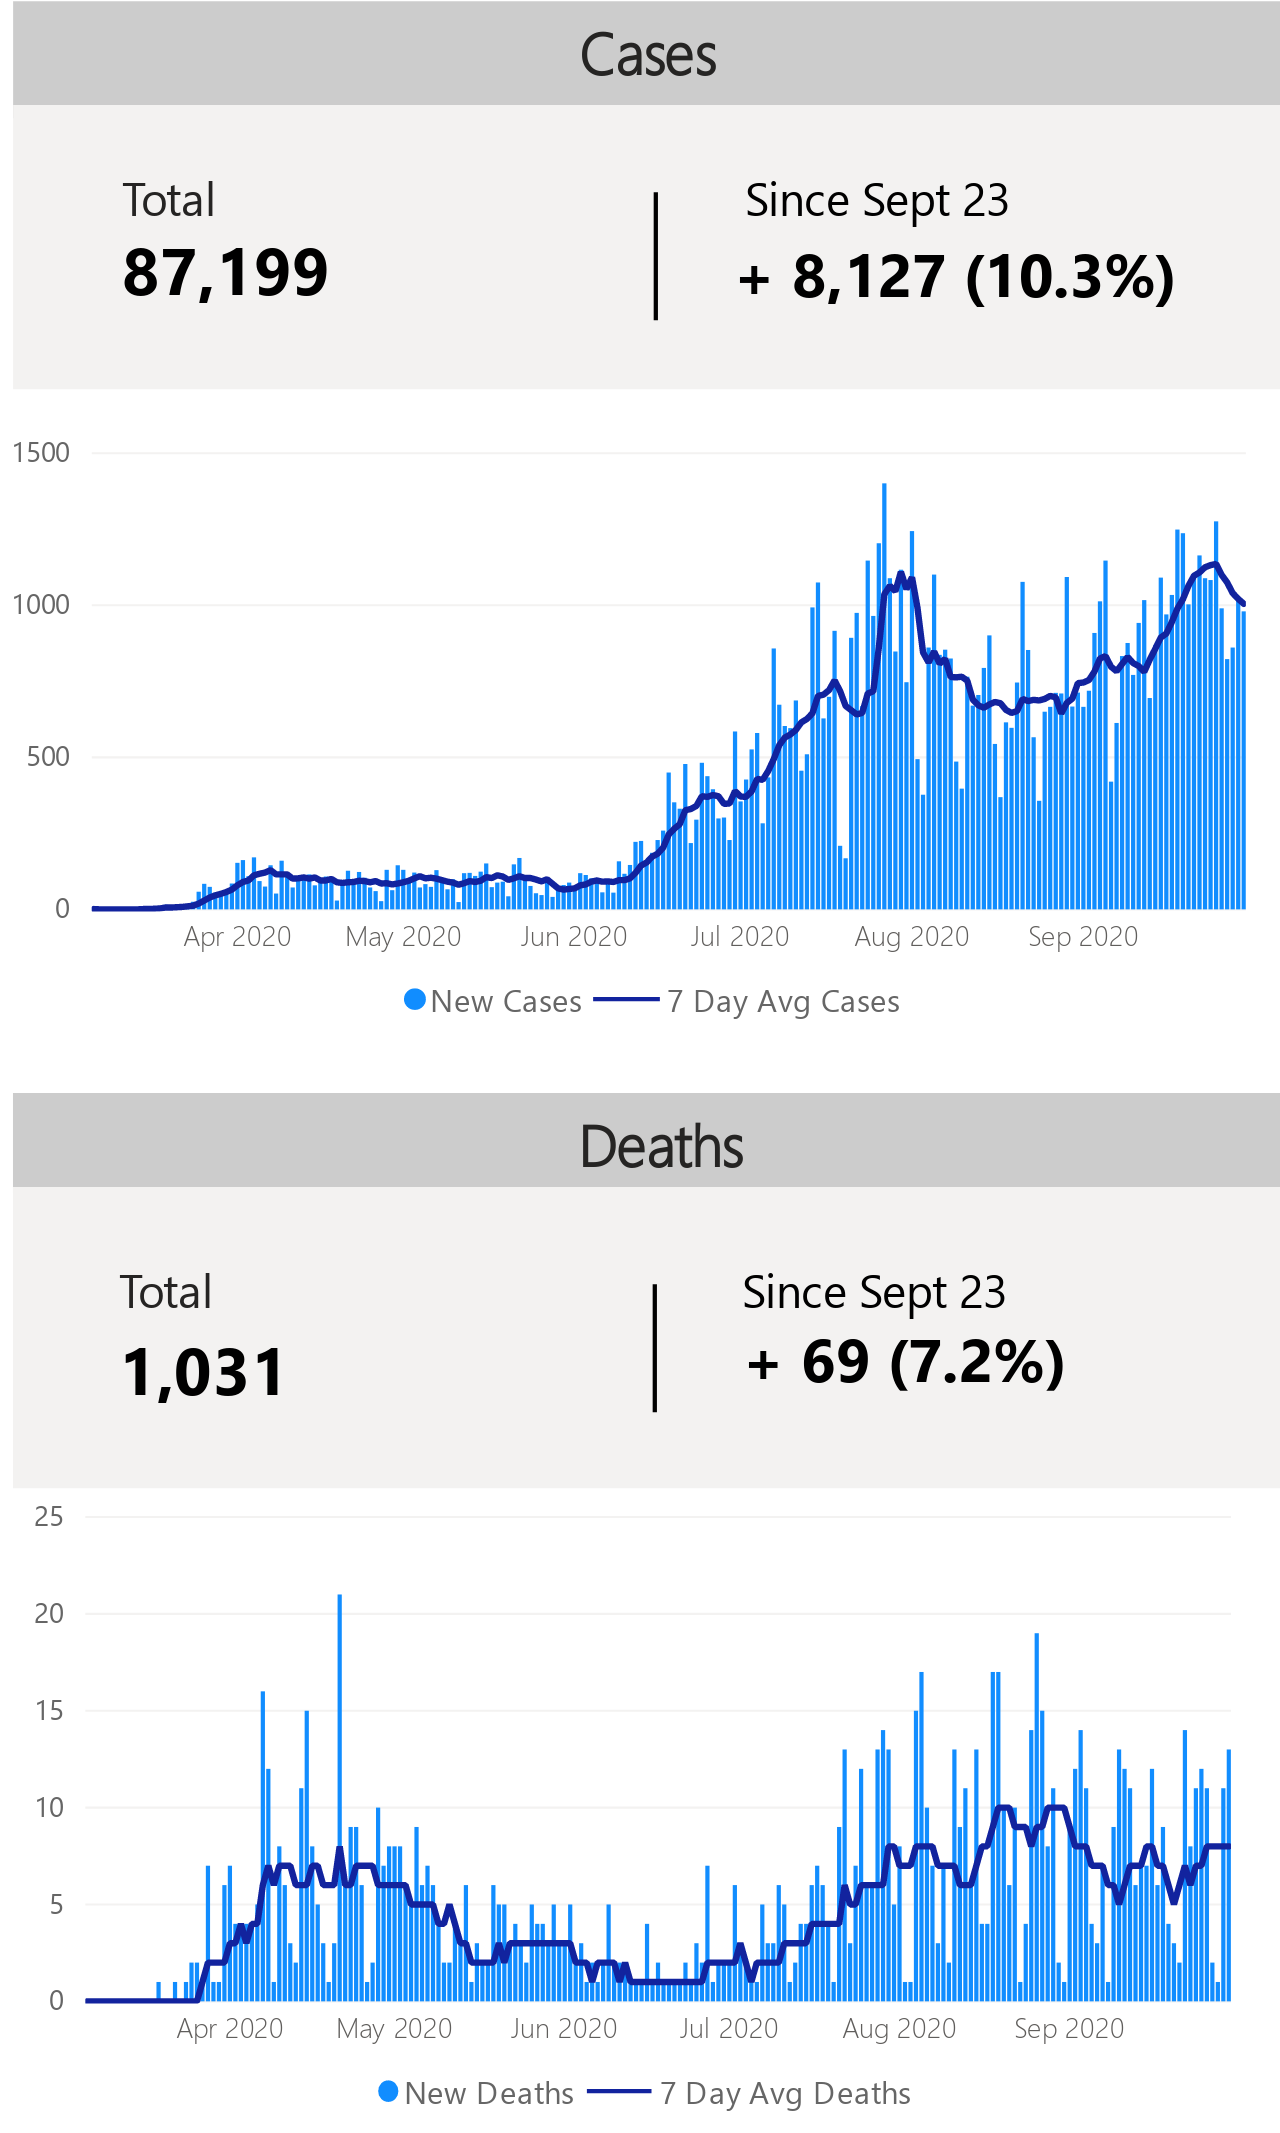 Cases
Total
Since Sept 23
87,199
+ 8,127 (10.3%)
1500
1000
500
0
Apr 2020 May 2020 Jun 2020 Jul 2020 Aug 2020 Sep 2020
New Cases 7 Day Avg Cases
Deaths
Total
Since Sept 23
1,031
+ 69 (7.2%)
25
20
15
10
5
0
Apr 2020 May 2020 Jun 2020 Jul 2020 Aug 2020 Sep 2020
New Deaths 7 Day Avg Deaths